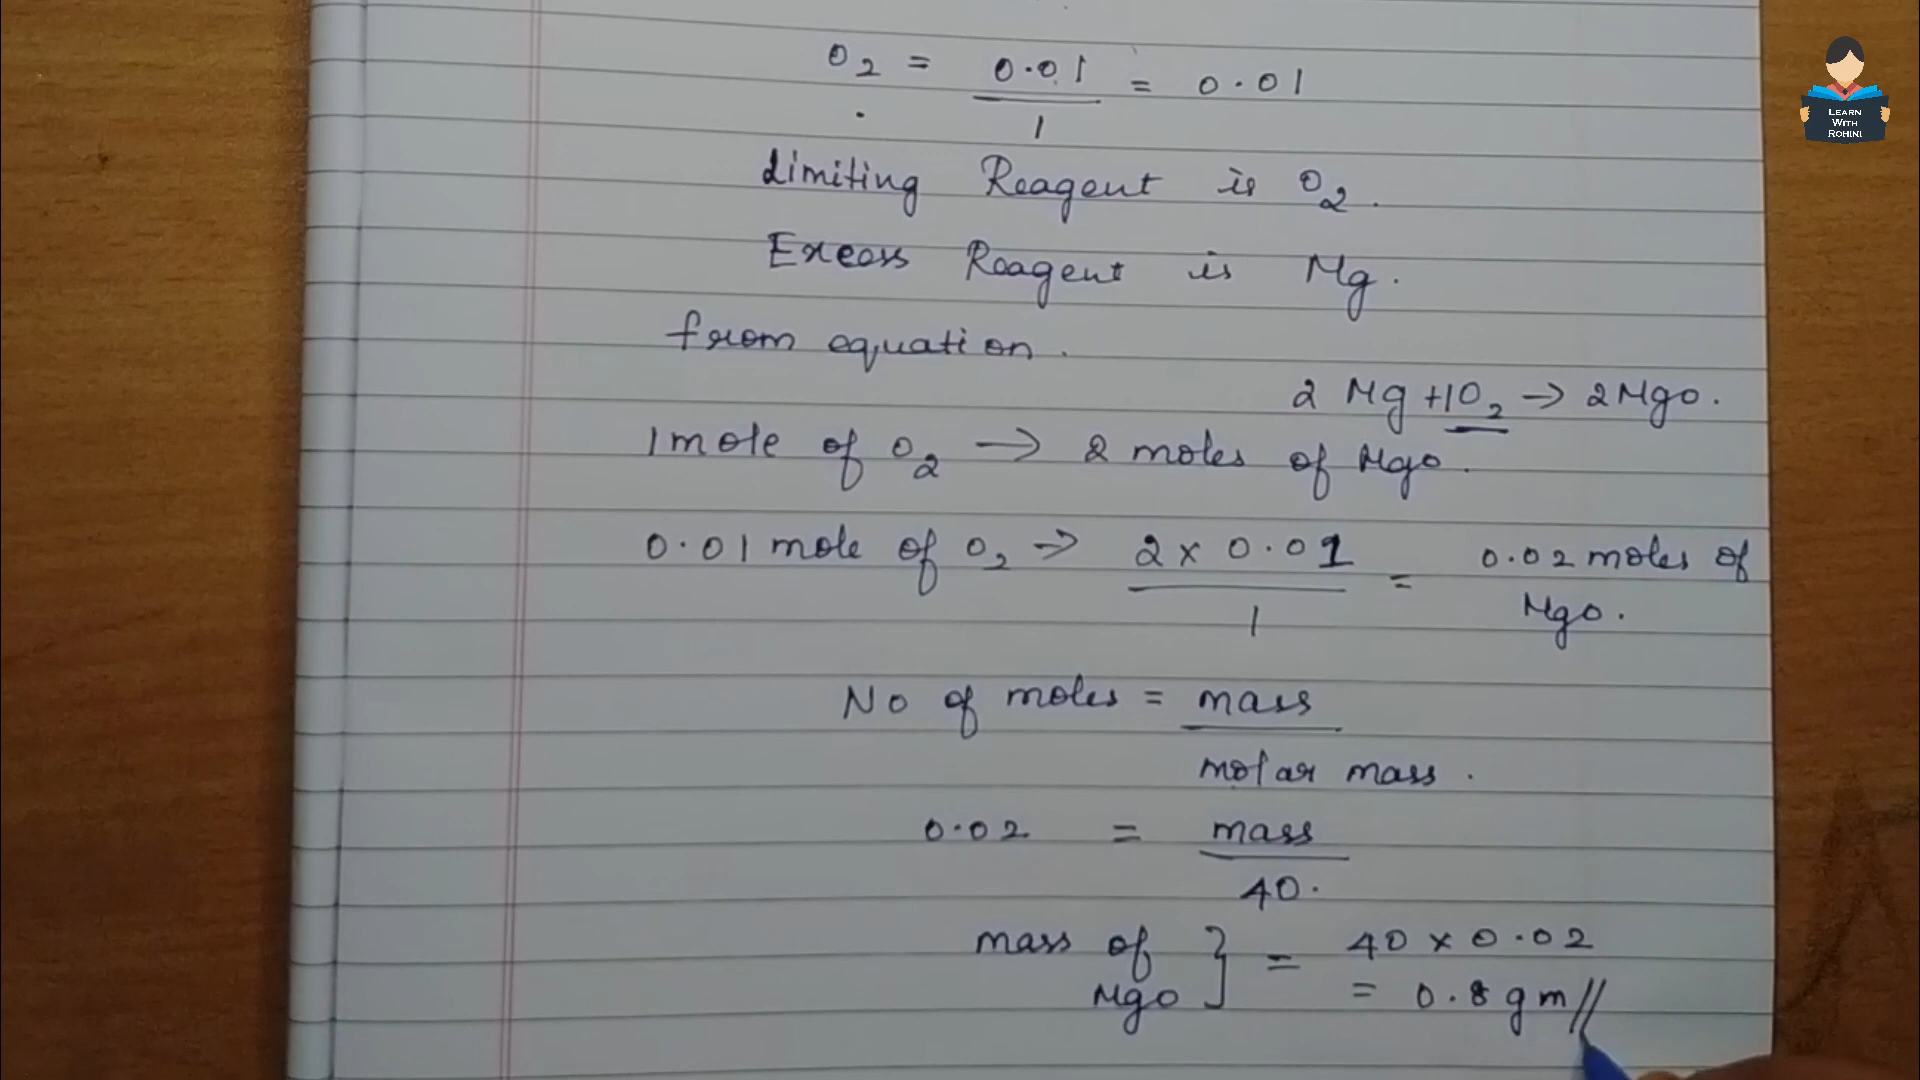 O2 = 0.01 / 1 = 0.01
Limiting Reagent is O2.
Excess Reagent is Mg.
from equation.
2 Mg + 1O2 → 2Mgo.
1 mole of O2 → 2 moles of Mgo.
0.01 mole of O2 → 2 x 0.01 / 1 = 0.02 moles of
Mgo.
No of moles = mass / molar mass.
0.02 = mass / 40.
mass of Mgo } = 40 x 0.02
= 0.8 gm//
LEARN
WITH
ROHINI